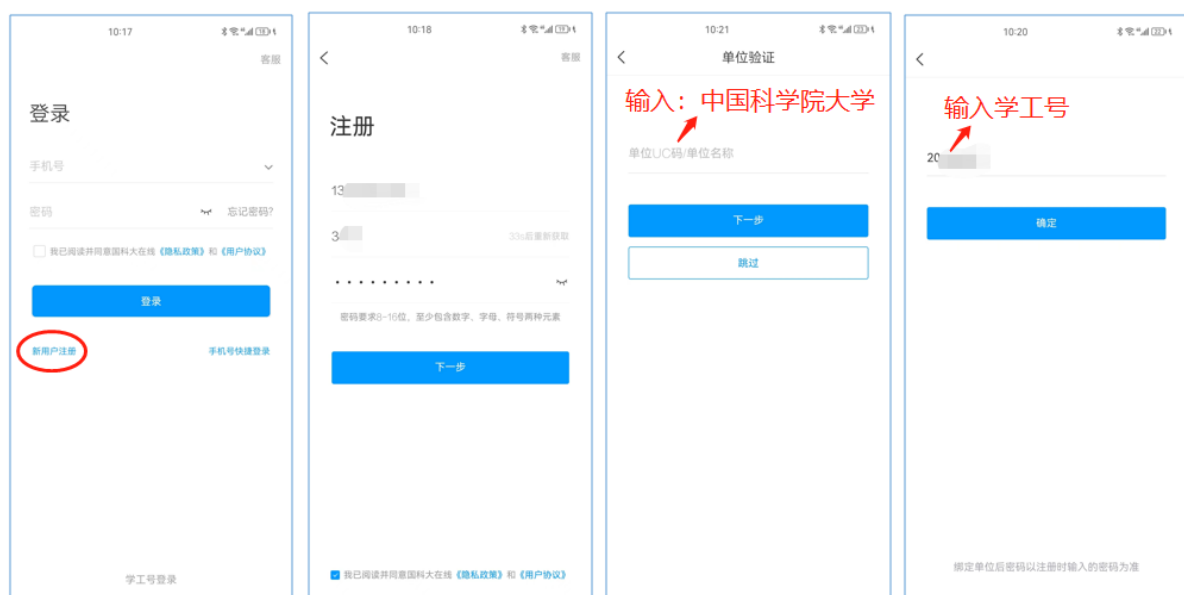 10:17
客服
登录
手机号
密码
忘记密码?
我已阅读并同意国科大在线《隐私政策》和《用户协议》
登录
新用户注册
手机号快捷登录
学工号登录
10:18
客服
注册
13
3
33s后重新获取
密码要求8-16位，至少包含数字、字母、符号两种元素
下一步
我已阅读并同意国科大在线《隐私政策》和《用户协议》
10:21
单位验证
输入：中国科学院大学
单位UC码/单位名称
下一步
跳过
10:20
输入学工号
20
确定
绑定单位后密码以注册时输入的密码为准